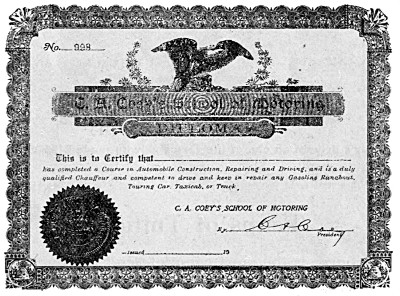 No. 998
C. A. Coey's School of Motoring
DIPLOMA
This is to Certify that
has completed a Course in Automobile Construction, Repairing and Driving, and is a duly
qualified Chauffeur and competent to drive and keep in repair any Gasoline Runabout,
Touring Car, Taxicab, or Truck.
C. A. COEY'S SCHOOL OF MOTORING
By C A Coey
President
Issued 19